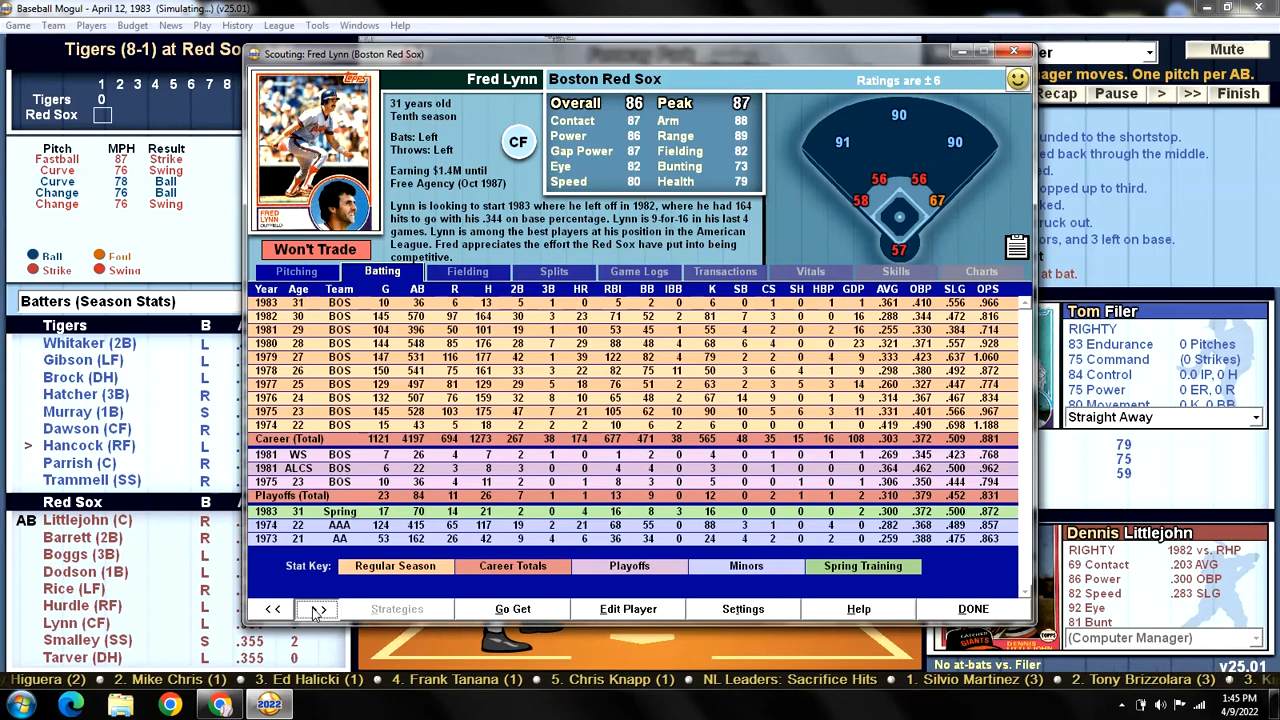 Baseball Mogul - April 12, 1983 (Simulating...) (v25.01)
Game Team Players Budget News Play History League Tools Windows Help
Tigers (8-1) at Red So
1 2 3 4 5 6 7 8
Tigers 0
Red Sox
Pitch MPH Result
Fastball 87 Strike
Curve 76 Swing
Curve 78 Ball
Change 76 Ball
Change 76 Swing
Ball Foul
Strike Swing
Batters (Season Stats)
Tigers B
Whitaker (2B) L
Gibson (LF) L
Brock (DH) L
Hatcher (3B) R
Murray (1B) S
Dawson (CF) R
> Hancock (RF) L
Parrish (C) R
Trammell (SS) R
Red Sox B
AB Littlejohn (C) R
Barrett (2B) R
Boggs (3B) L
Dodson (1B) L
Rice (LF) R
Hurdle (RF) L
Lynn (CF) L
Smalley (SS) S .355 2
Tarver (DH) L .355 0
Scouting: Fred Lynn (Boston Red Sox)
Topps
FRED LYNN
OUTFIELD
Fred Lynn
31 years old
Tenth season
Bats: Left
Throws: Left
Earning $1.4M until
Free Agency (Oct 1987)
CF
Boston Red Sox
Ratings are ± 6
Overall 86 Peak 87
Contact 87 Arm 88
Power 86 Range 89
Gap Power 87 Fielding 82
Eye 82 Bunting 73
Speed 80 Health 79
Lynn is looking to start 1983 where he left off in 1982, where he had 164
hits to go with his .344 on base percentage. Lynn is 9-for-16 in his last 4
games. Lynn is among the best players at his position in the American
League. Fred appreciates the effort the Red Sox have put into being
competitive.
90
91 90
56 56
58 67
57
Won't Trade
Pitching Batting Fielding Splits Game Logs Transactions Vitals Skills Charts
Year Age Team G AB R H 2B 3B HR RBI BB IBB K SB CS SH HBP GDP AVG OBP SLG OPS
1983 31 BOS 10 36 6 13 5 1 0 5 2 0 6 1 0 0 1 1 .361 .410 .556 .966
1982 30 BOS 145 570 97 164 30 3 23 71 52 2 81 7 3 0 0 16 .288 .344 .472 .816
1981 29 BOS 104 396 50 101 19 1 10 53 45 1 55 4 2 0 2 16 .255 .330 .384 .714
1980 28 BOS 144 548 85 176 28 7 29 88 48 4 68 6 4 0 0 23 .321 .371 .557 .928
1979 27 BOS 147 531 116 177 42 1 39 122 82 4 79 2 2 0 4 9 .333 .423 .637 1.060
1978 26 BOS 150 541 75 161 33 3 22 82 75 11 50 3 6 4 1 9 .298 .380 .492 .872
1977 25 BOS 129 497 81 129 29 5 18 76 51 2 63 2 3 5 3 14 .260 .327 .447 .774
1976 24 BOS 132 507 76 159 32 8 10 65 48 2 67 14 9 0 2 9 .314 .367 .467 .834
1975 23 BOS 145 528 103 175 47 7 21 105 62 10 90 10 5 6 3 11 .331 .401 .566 .967
1974 22 BOS 15 43 5 18 2 2 2 10 6 2 6 0 1 0 0 0 .419 .490 .698 1.188
Career (Total) 1121 4197 694 1273 267 38 174 677 471 38 565 48 35 15 16 108 .303 .372 .509 .881
1981 WS BOS 7 26 4 7 2 1 0 1 2 0 4 0 1 0 1 1 .269 .345 .423 .768
1981 ALCS BOS 6 22 3 8 3 0 0 4 4 0 3 0 1 0 0 1 .364 .462 .500 .962
1975 23 BOS 10 36 4 11 2 0 1 8 3 0 5 2 0 1 1 0 .306 .350 .444 .794
Playoffs (Total) 23 84 11 26 7 1 1 13 9 0 12 2 1 1 2 2 .310 .379 .452 .831
1983 31 Spring 17 70 14 21 2 0 4 16 8 3 16 0 0 0 0 2 .300 .372 .500 .872
1974 22 AAA 124 415 65 117 19 2 21 68 55 0 88 3 1 0 4 0 .282 .368 .489 .857
1973 21 AA 53 162 26 42 9 4 6 36 34 0 24 4 2 0 2 0 .259 .388 .475 .863
Stat Key: Regular Season Career Totals Playoffs Minors Spring Training
<< >> Strategies Go Get Edit Player Settings Help DONE
er
Mute
nager moves. One pitch per AB.
Recap Pause > >> Finish
unded to the shortstop.
ed back through the middle.
ed.
opped up to third.
ked.
ruck out.
ors, and 3 left on base.
at bat.
Tom Filer
RIGHTY
83 Endurance 0 Pitches
75 Command (0 Strikes)
84 Control 0.0 IP, 0 H
75 Power 0 ER, 0 R
80 Movement 0 K, 0 BB
Straight Away
79
75
59
Dennis Littlejohn
RIGHTY 1982 vs. RHP
69 Contact .203 AVG
86 Power .300 OBP
82 Speed .283 SLG
92 Eye
81 Bunt
(Computer Manager)
No at-bats vs. Filer v25.01
Higuera (2) 2. Mike Chris (1) 3. Ed Halicki (1) 4. Frank Tanana (1) 5. Chris Knapp (1) NL Leaders: Sacrifice Hits 1. Silvio Martinez (3) 2. Tony Brizzolara (3) 3.
2022
1:45 PM
4/9/2022